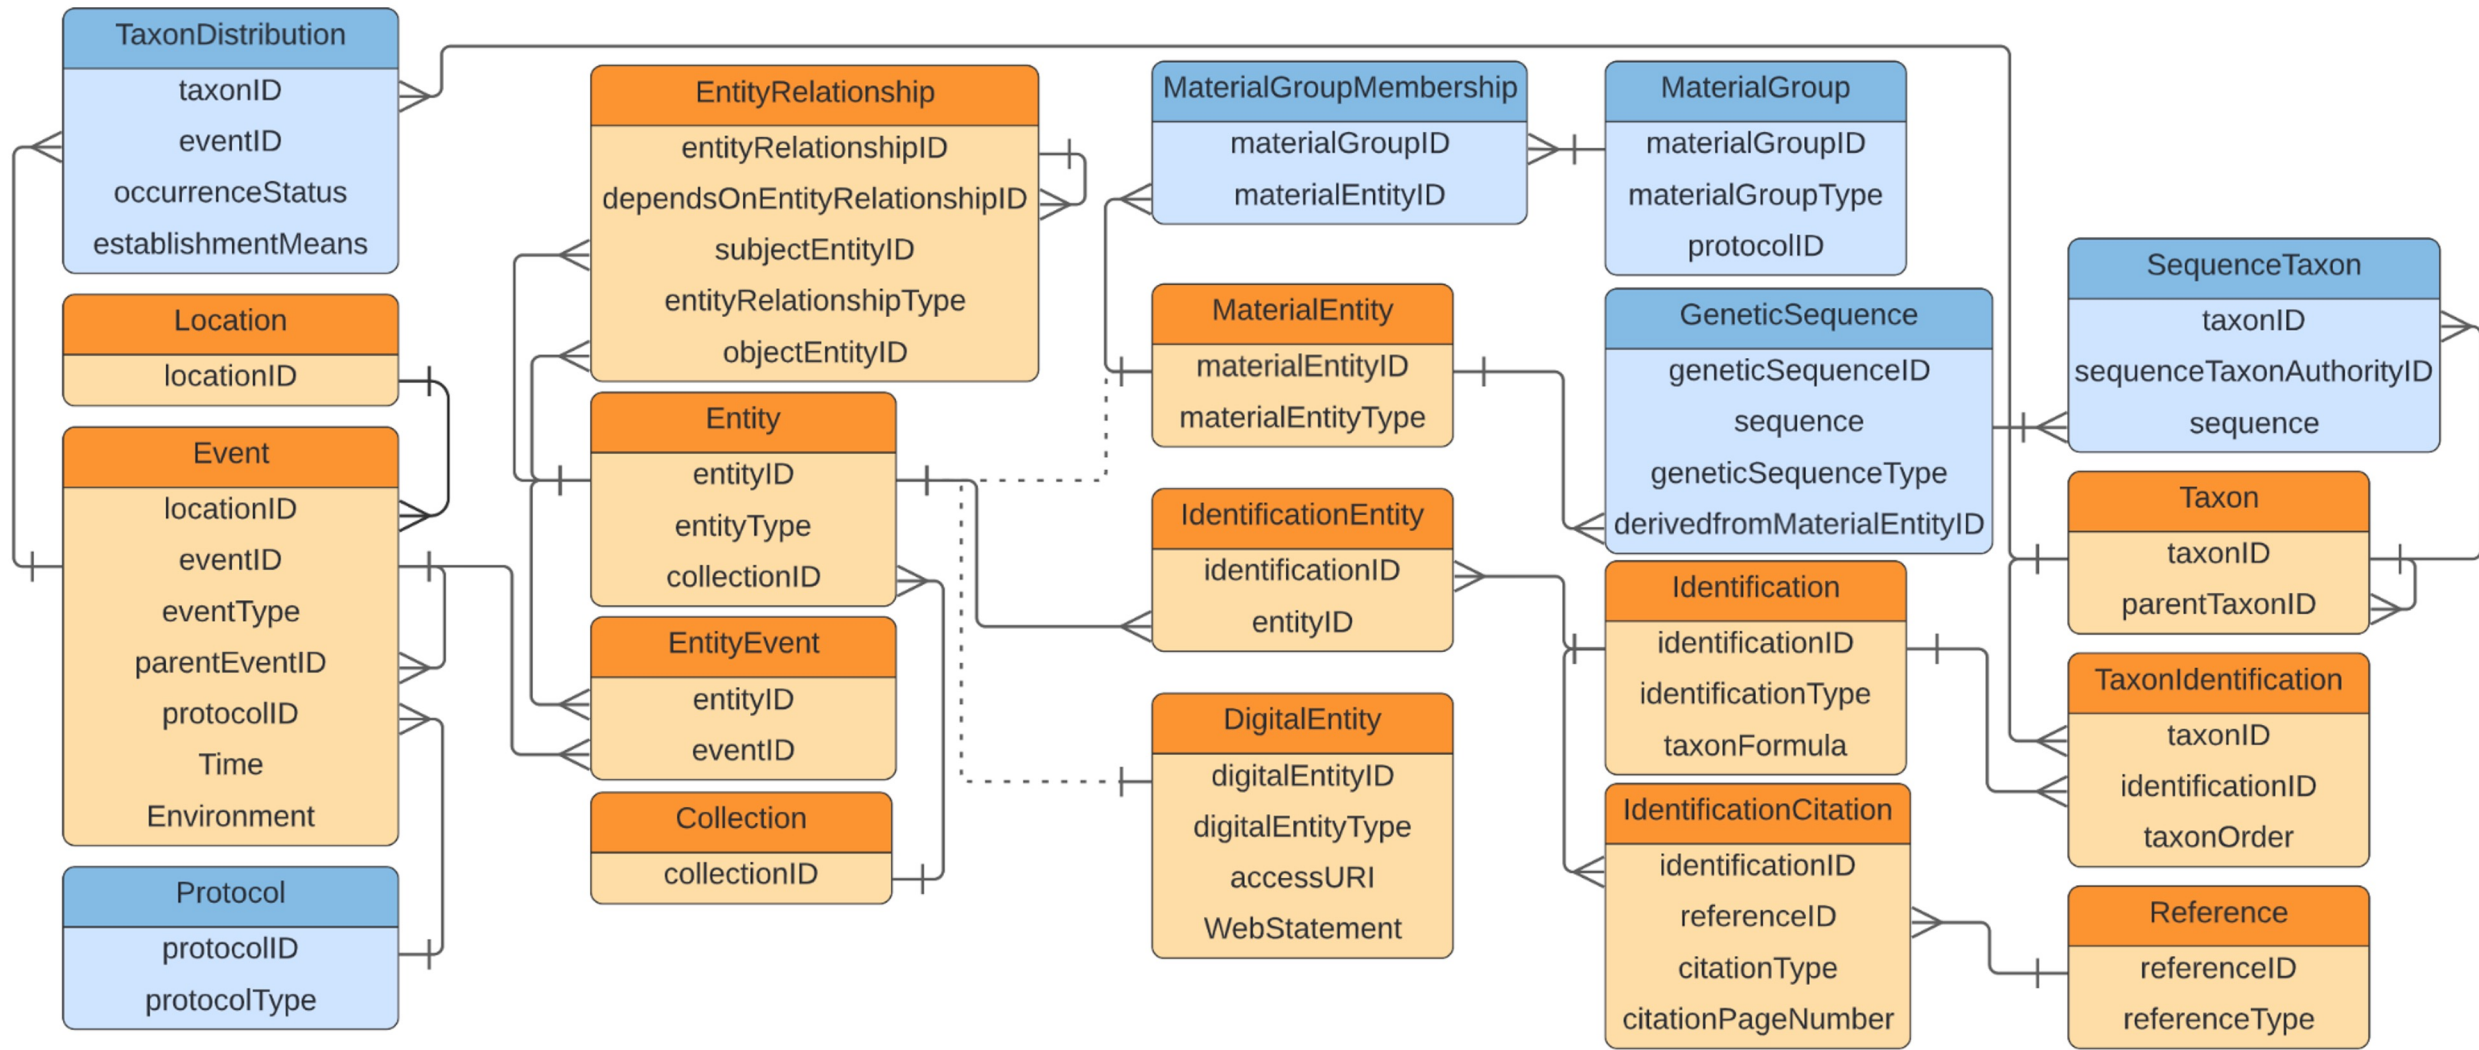 TaxonDistribution
taxonID
eventID
occurrenceStatus
establishmentMeans
Location
locationID
Event
locationID
eventID
eventType
parentEventID
protocolID
Time
Environment
Protocol
protocolID
protocolType
EntityRelationship
entityRelationshipID
dependsOnEntityRelationshipID
subjectEntityID
entityRelationshipType
objectEntityID
Entity
entityID
entityType
collectionID
EntityEvent
entityID
eventID
Collection
collectionID
MaterialGroupMembership
materialGroupID
materialEntityID
MaterialEntity
materialEntityID
materialEntityType
IdentificationEntity
identificationID
entityID
DigitalEntity
digitalEntityID
digitalEntityType
accessURI
WebStatement
MaterialGroup
materialGroupID
materialGroupType
protocolID
GeneticSequence
geneticSequenceID
sequence
geneticSequenceType
derivedfromMaterialEntityID
Identification
identificationID
identificationType
taxonFormula
IdentificationCitation
identificationID
referenceID
citationType
citationPageNumber
SequenceTaxon
taxonID
sequenceTaxonAuthorityID
sequence
Taxon
taxonID
parentTaxonID
TaxonIdentification
taxonID
identificationID
taxonOrder
Reference
referenceID
referenceType